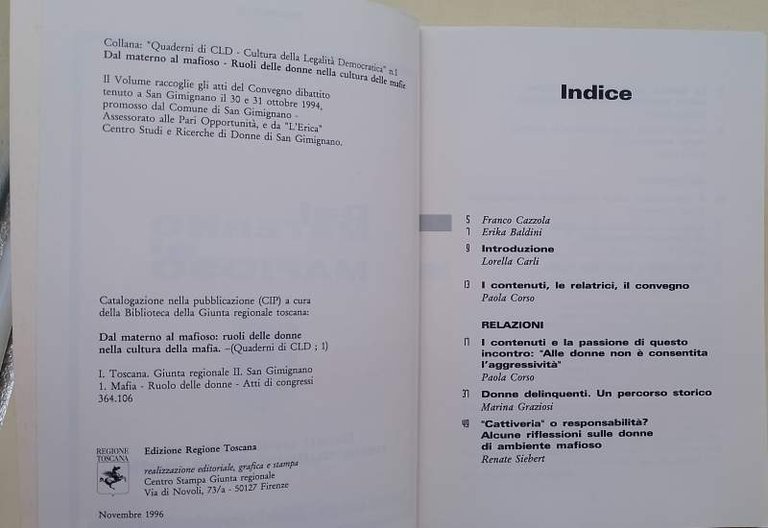 Collana: "Quaderni di CLD - Cultura della Legalità Democratica" n.1
Dal materno al mafioso - Ruoli delle donne nella cultura delle mafie
Il Volume raccoglie gli atti del Convegno dibattito
tenuto a San Gimignano il 30 e 31 ottobre 1994,
promosso dal Comune di San Gimignano -
Assessorato alle Pari Opportunità, e da "L'Erica"
Centro Studi e Ricerche di Donne di San Gimignano.
Catalogazione nella pubblicazione (CIP) a cura
della Biblioteca della Giunta regionale toscana:
Dal materno al mafioso: ruoli delle donne
nella cultura della mafia. –(Quaderni di CLD ; 1)
I. Toscana. Giunta regionale II. San Gimignano
1. Mafia - Ruolo delle donne - Atti di congressi
364.106
REGIONE
TOSCANA
Edizione Regione Toscana
realizzazione editoriale, grafica e stampa
Centro Stampa Giunta regionale
Via di Novoli, 73/a - 50127 Firenze
Novembre 1996
Indice
5 Franco Cazzola
7 Erika Baldini
9 Introduzione
Lorella Carli
13 I contenuti, le relatrici, il convegno
Paola Corso
RELAZIONI
17 I contenuti e la passione di questo
incontro: "Alle donne non è consentita
l'aggressività"
Paola Corso
37 Donne delinquenti. Un percorso storico
Marina Graziosi
49 "Cattiveria" o responsabilità?
Alcune riflessioni sulle donne
di ambiente mafioso
Renate Siebert